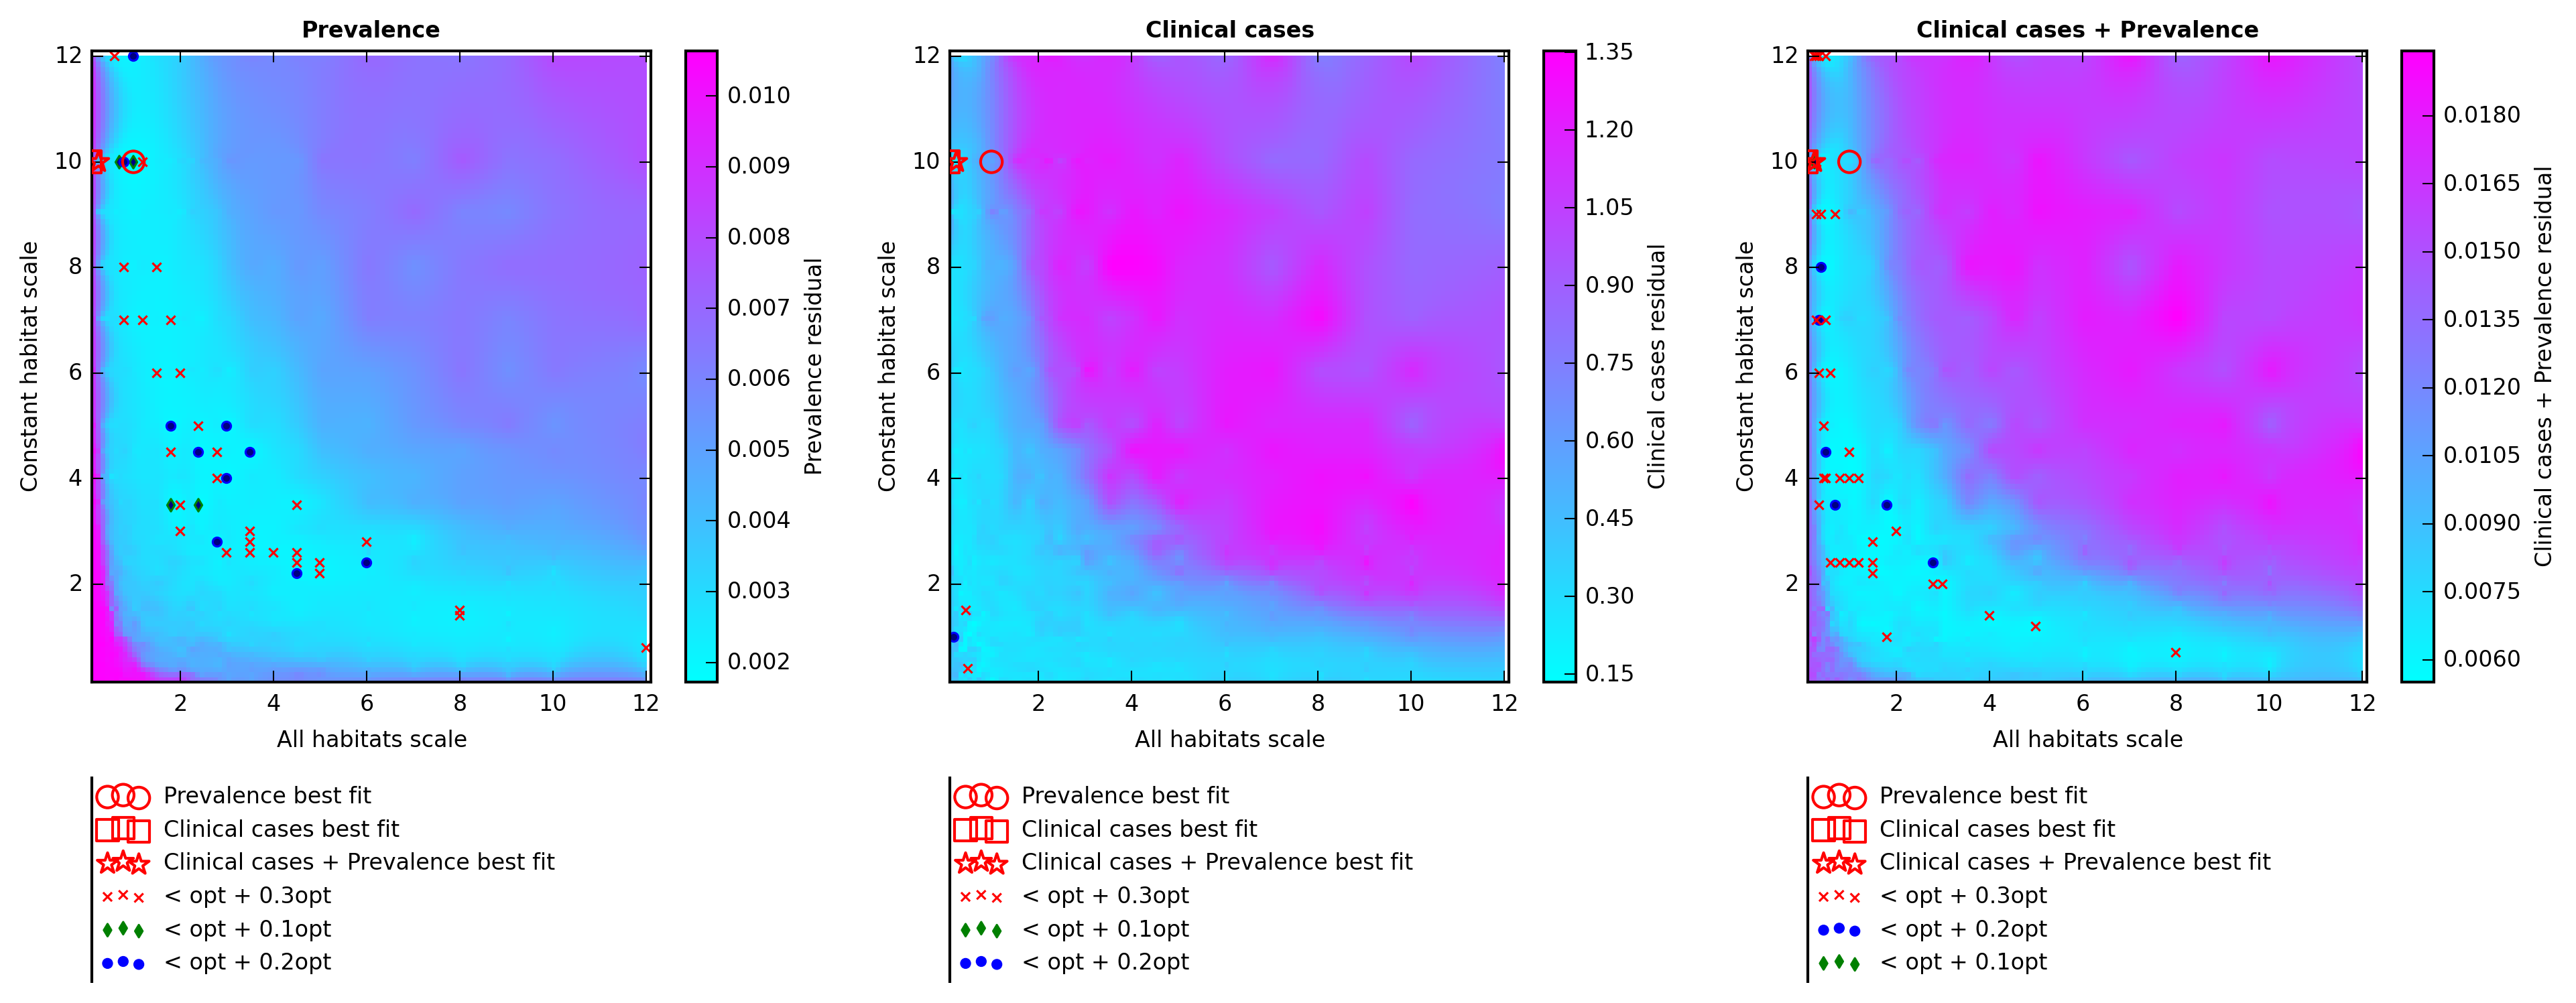 Prevalence
Clinical cases
Clinical cases + Prevalence
12
10
8
6
4
2
Constant habitat scale
2 4 6 8 10 12
All habitats scale
0.010
0.009
0.008
0.007
0.006
0.005
0.004
0.003
0.002
Prevalence residual
12
10
8
6
4
2
Constant habitat scale
2 4 6 8 10 12
All habitats scale
1.35
1.20
1.05
0.90
0.75
0.60
0.45
0.30
0.15
Clinical cases residual
12
10
8
6
4
2
Constant habitat scale
2 4 6 8 10 12
All habitats scale
0.0180
0.0165
0.0150
0.0135
0.0120
0.0105
0.0090
0.0075
0.0060
Clinical cases + Prevalence residual
Prevalence best fit
Clinical cases best fit
Clinical cases + Prevalence best fit
< opt + 0.3opt
< opt + 0.1opt
< opt + 0.2opt
Prevalence best fit
Clinical cases best fit
Clinical cases + Prevalence best fit
< opt + 0.3opt
< opt + 0.1opt
< opt + 0.2opt
Prevalence best fit
Clinical cases best fit
Clinical cases + Prevalence best fit
< opt + 0.3opt
< opt + 0.2opt
< opt + 0.1opt